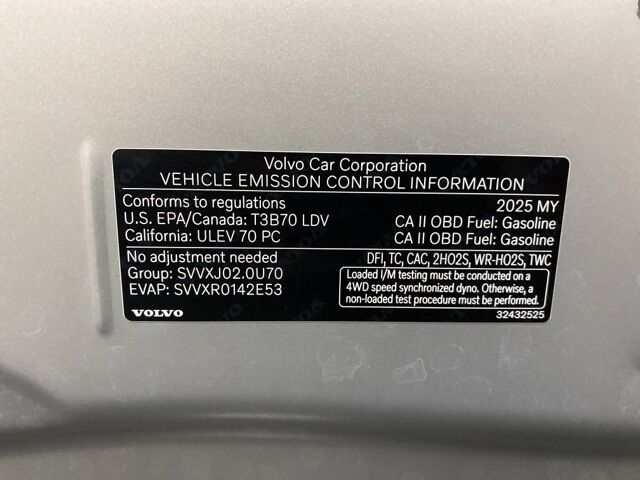 Volvo Car Corporation
VEHICLE EMISSION CONTROL INFORMATION
Conforms to regulations 2025 MY
U.S. EPA/Canada: T3B70 LDV CA II OBD Fuel: Gasoline
California: ULEV 70 PC CA II OBD Fuel: Gasoline
No adjustment needed DFI, TC, CAC, 2HO2S, WR-HO2S, TWC
Group: SVVXJ02.0U70
EVAP: SVVXR0142E53
Loaded I/M testing must be conducted on a
4WD speed synchronized dyno. Otherwise, a
non-loaded test procedure must be performed.
VOLVO 32432525